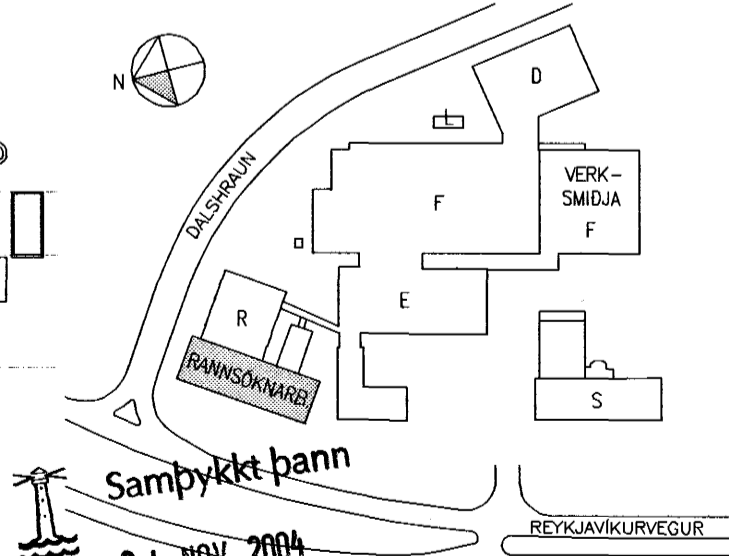 N
D
L
DALSHRAUN
F
VERK-
SMIDJA
F
E
R
RANNSÓKNARB
S
Samþykkt þann
NOV. 2004
REYKJAVÍKURVEGUR